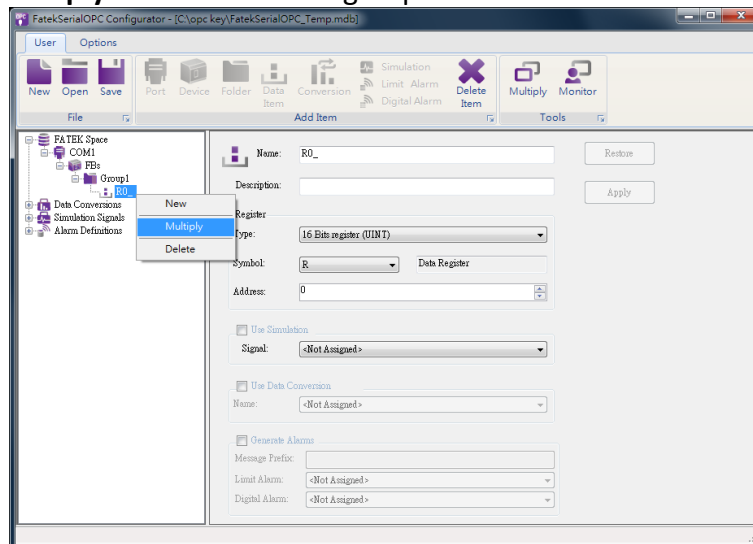 FatekSerialOPC Configurator - [C:\opc key\FatekSerialOPC_Temp.mdb]
User Options
New Open Save Port Device Folder Data Item Conversion Simulation Limit Alarm Digital Alarm Delete Item Multiply Monitor
File Add Item Tools
FATEK Space
COM1
FBs
Group1
R0_
Data Conversions
Simulation Signals
Alarm Definitions
New
Multiply
Delete
Name: R0_ Restore
Description: Apply
Register
Type: 16 Bits register (UINT)
Symbol: R Data Register
Address: 0
Use Simulation
Signal: <Not Assigned>
Use Data Conversion
Name: <Not Assigned>
Generate Alarms
Message Prefix:
Limit Alarm: <Not Assigned>
Digital Alarm: <Not Assigned>